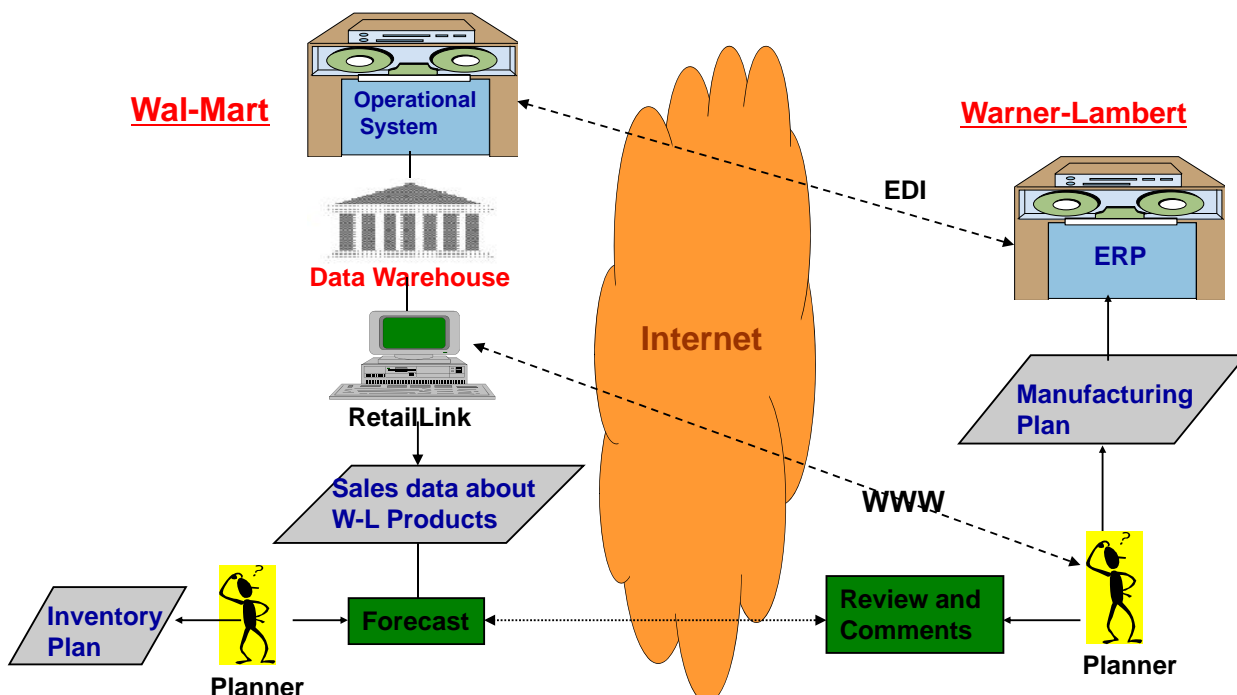 Wal-Mart
Operational
System
Data Warehouse
RetailLink
Sales data about
W-L Products
Inventory
Plan
Planner
Forecast
Internet
EDI
WWW
Warner-Lambert
ERP
Manufacturing
Plan
Review and
Comments
Planner
?
?